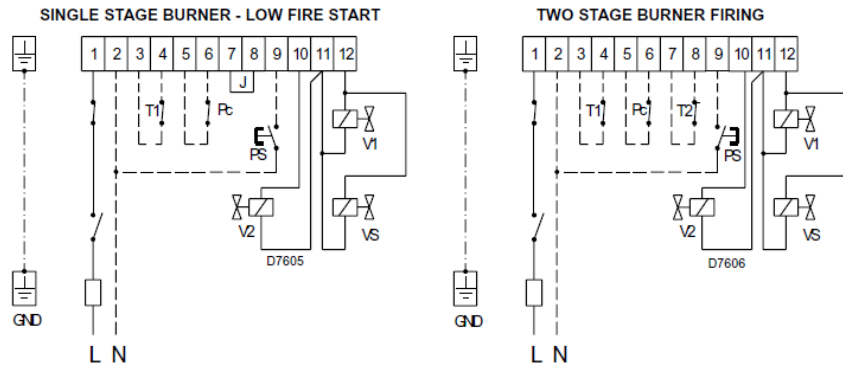 SINGLE STAGE BURNER - LOW FIRE START
1 2 3 4 5 6 7 8 9 10 11 12
J
T1
Pc
PS
V1
V2
VS
D7605
GND
L N
TWO STAGE BURNER FIRING
1 2 3 4 5 6 7 8 9 10 11 12
T1
Pc
T2
PS
V1
V2
VS
D7606
GND
L N